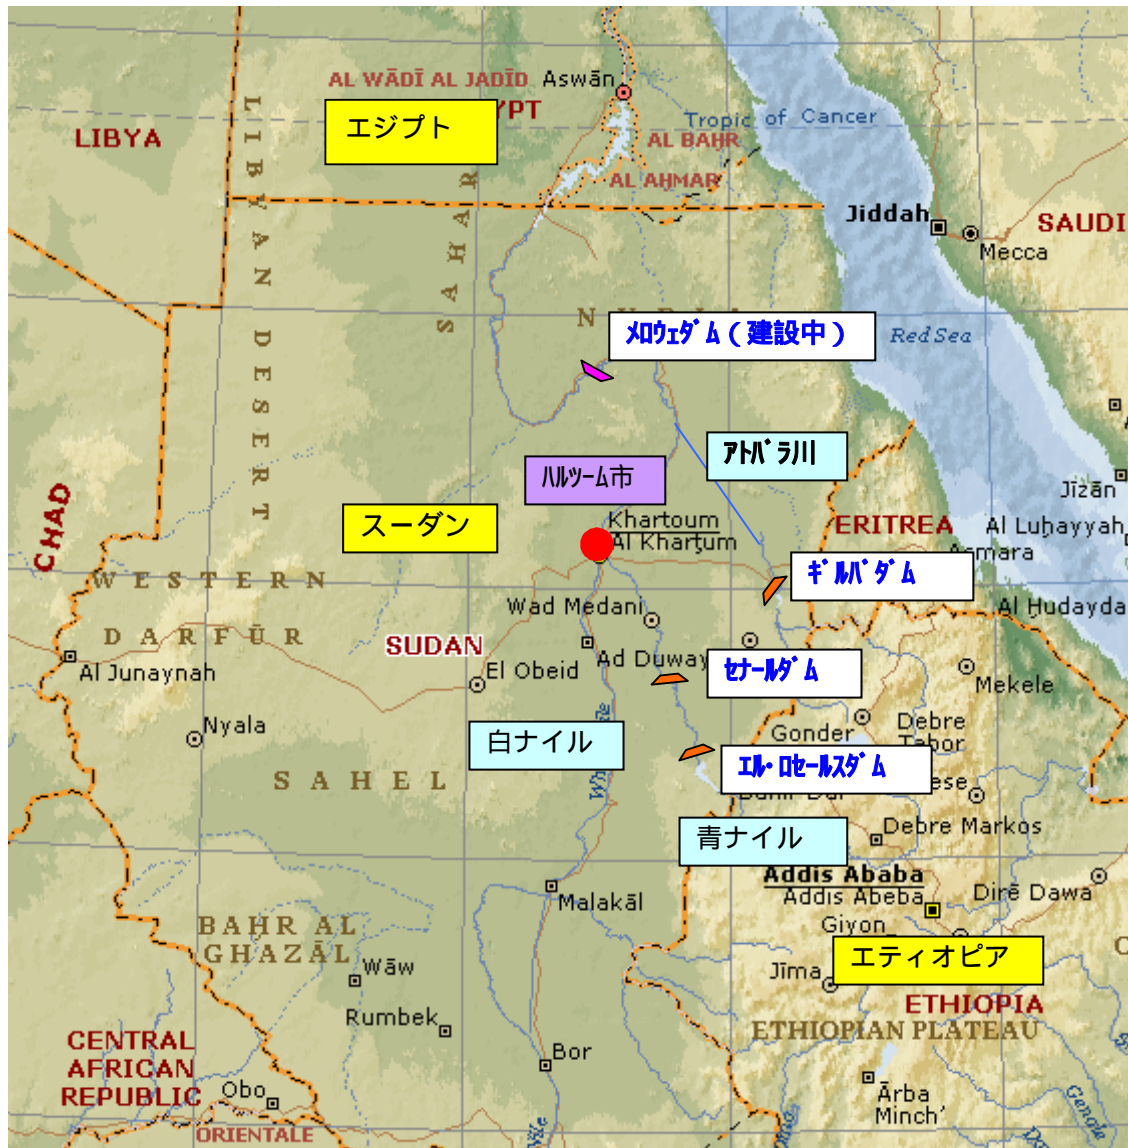 AL WĀDĪ AL JADĪD
Aswān
エジプト
YPT
LIBYA
Tropic of Cancer
AL BAḤR
AL AḤMAR
LIBYAN DESERT
SAHAR
Jiddah
SAUDI
Mecca
メロウェダム(建設中)
Red Sea
アトバラ川
ハルツーム市
CHAD
スーダン
Khartoum
Al Kharţum
Jīzān
ERITREA
Al Luḩayyah
Asmara
ギルバダム
WESTERN
DARFŪR
Wad Medani
Al Ḩudayda
SUDAN
Ad Duway
El Obeid
セナールダム
Al Junaynah
Mekele
Nyala
Gonder
Debre
Tabor
白ナイル
エル・ロセールスダム
ese
SAHEL
青ナイル
Debre Markos
Addis Ababa
Addis Abeba
Dirē Dawa
Malakāl
Giyon
BAḤR AL
GHAZĀL
エティオピア
Wāw
Jīma
Rumbek
ETHIOPIA
ETHIOPIAN PLATEAU
CENTRAL
AFRICAN
REPUBLIC
Bor
Obo
Ārba
Minch'
Genale
ORIENTALE